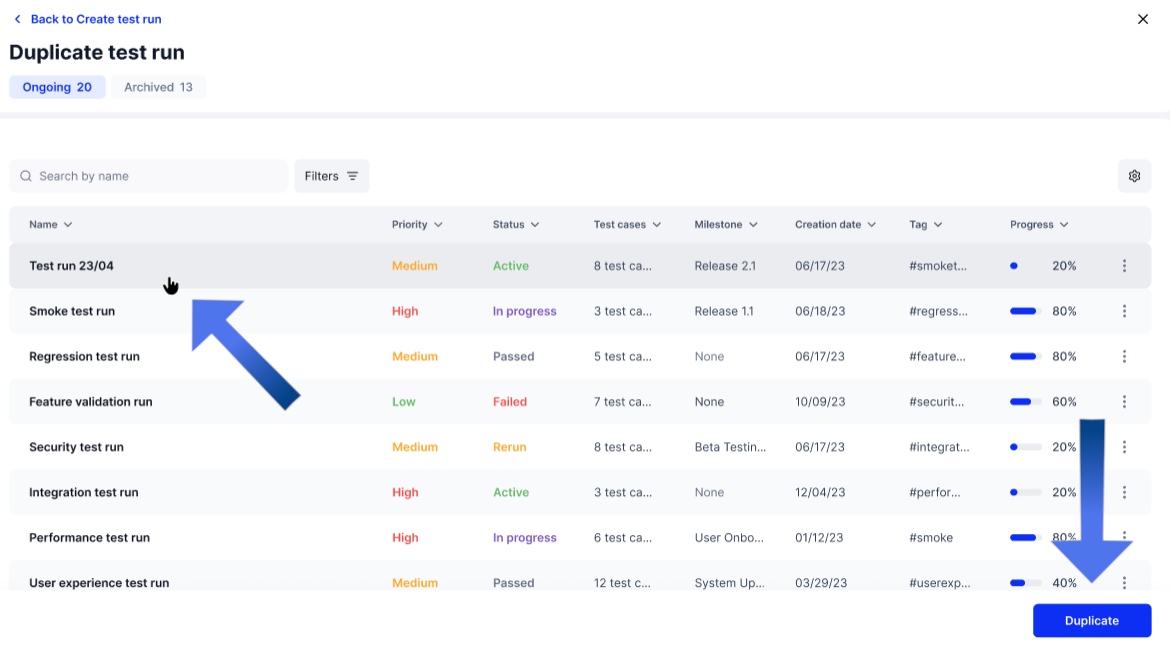 Back to Create test run
Duplicate test run
Ongoing 20 Archived 13
Search by name Filters
Name Priority Status Test cases Milestone Creation date Tag Progress
Test run 23/04 Medium Active 8 test ca... Release 2.1 06/17/23 #smoket... 20%
Smoke test run High In progress 3 test ca... Release 1.1 06/18/23 #regress... 80%
Regression test run Medium Passed 5 test ca... None 06/17/23 #feature... 80%
Feature validation run Low Failed 7 test ca... None 10/09/23 #securit... 60%
Security test run Medium Rerun 8 test ca... Beta Testin... 06/17/23 #integrat... 20%
Integration test run High Active 3 test ca... None 12/04/23 #perfor... 20%
Performance test run High In progress 6 test ca... User Onbo... 01/12/23 #smoke 80%
User experience test run Medium Passed 12 test c... System Up... 03/29/23 #userexp... 40%
Duplicate